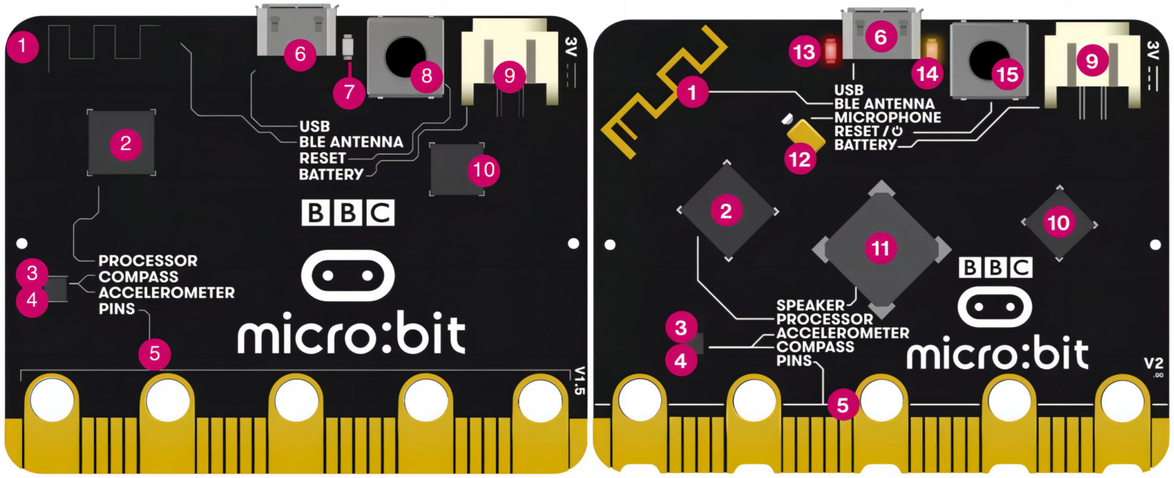 1
6
7
8
9
3V
2
USB
BLE ANTENNA
RESET
BATTERY
10
BBC
PROCESSOR
COMPASS
ACCELEROMETER
PINS
3
4
micro:bit
5
V1.5
13
6
14
15
9
3V
1
USB
BLE ANTENNA
MICROPHONE
RESET / ⏻
BATTERY
12
2
11
10
BBC
SPEAKER
PROCESSOR
ACCELEROMETER
COMPASS
PINS
3
4
micro:bit
V2
.00
5